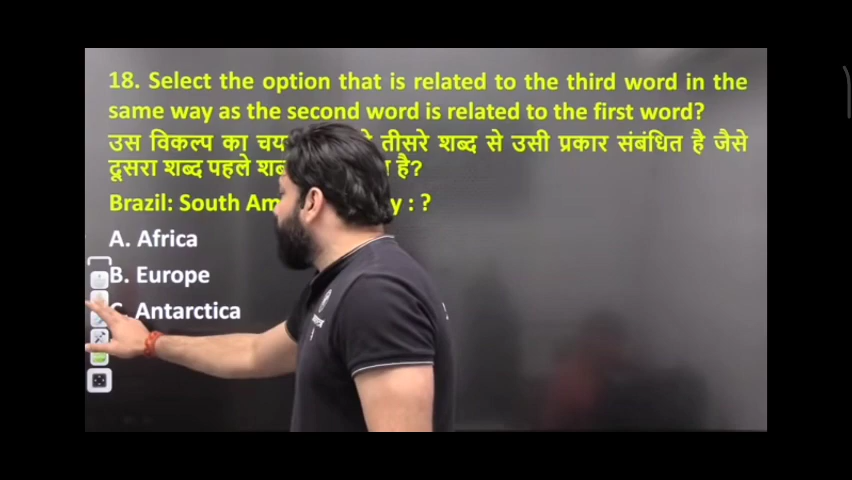 18. Select the option that is related to the third word in the
same way as the second word is related to the first word?
उस विकल्प का तीसरे शब्द से उसी प्रकार संबंधित है जैसे
दूसरा शब्द पहले है?
Brazil: South : ?
A. Africa
B. Europe
C. Antarctica